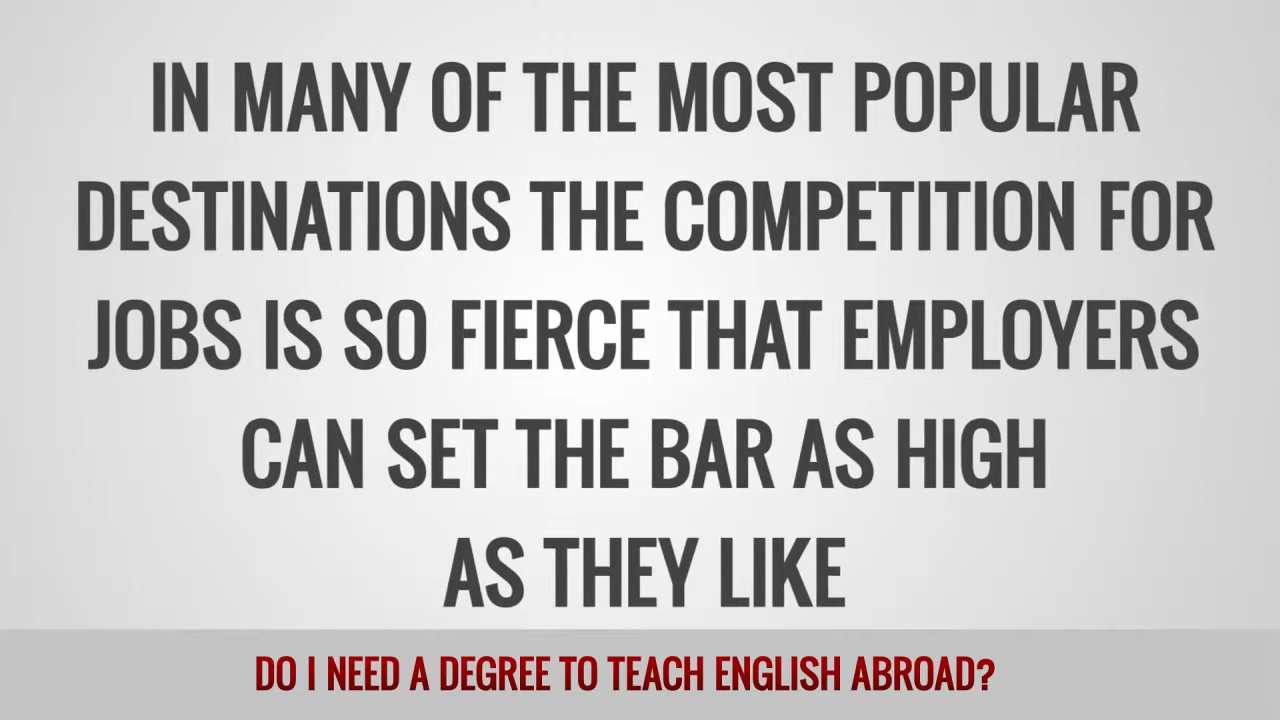 IN MANY OF THE MOST POPULAR
DESTINATIONS THE COMPETITION FOR
JOBS IS SO FIERCE THAT EMPLOYERS
CAN SET THE BAR AS HIGH
AS THEY LIKE
DO I NEED A DEGREE TO TEACH ENGLISH ABROAD?